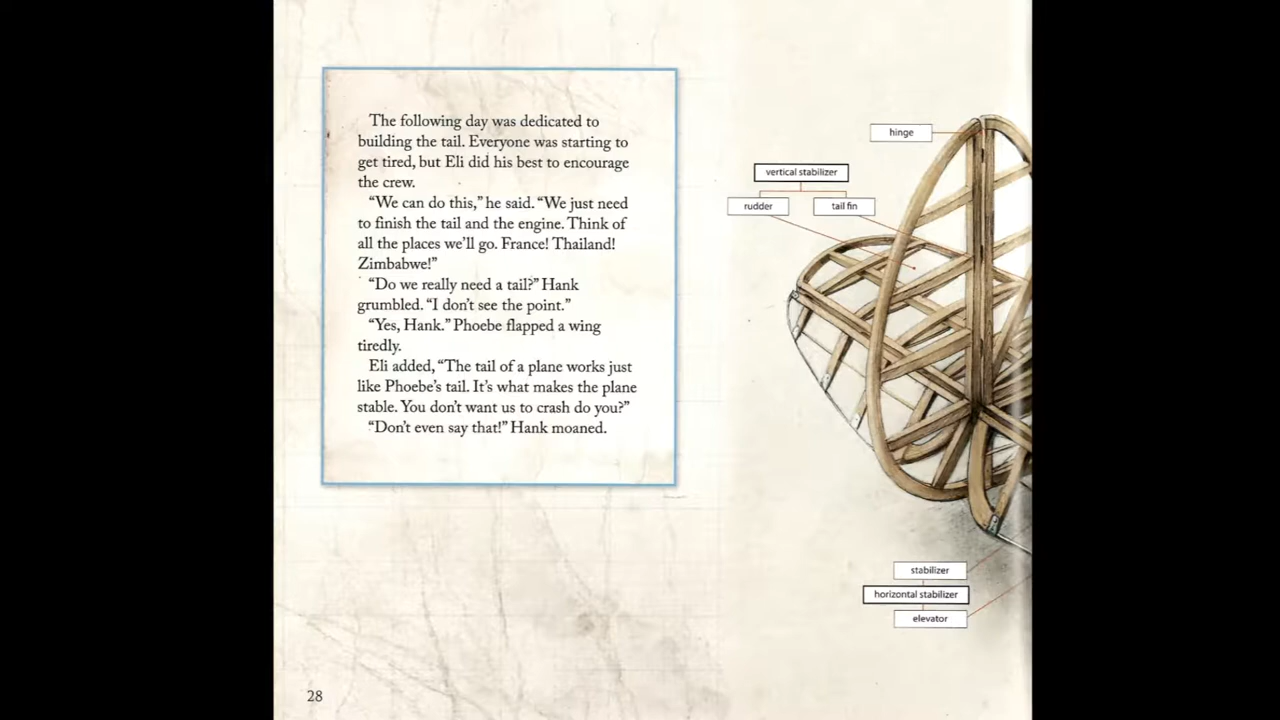 The following day was dedicated to
building the tail. Everyone was starting to
get tired, but Eli did his best to encourage
the crew.
“We can do this,” he said. “We just need
to finish the tail and the engine. Think of
all the places we’ll go. France! Thailand!
Zimbabwe!”
“Do we really need a tail?” Hank
grumbled. “I don’t see the point.”
“Yes, Hank.” Phoebe flapped a wing
tiredly.
Eli added, “The tail of a plane works just
like Phoebe’s tail. It’s what makes the plane
stable. You don’t want us to crash do you?”
“Don’t even say that!” Hank moaned.
28
hinge
vertical stabilizer
rudder
tail fin
stabilizer
horizontal stabilizer
elevator